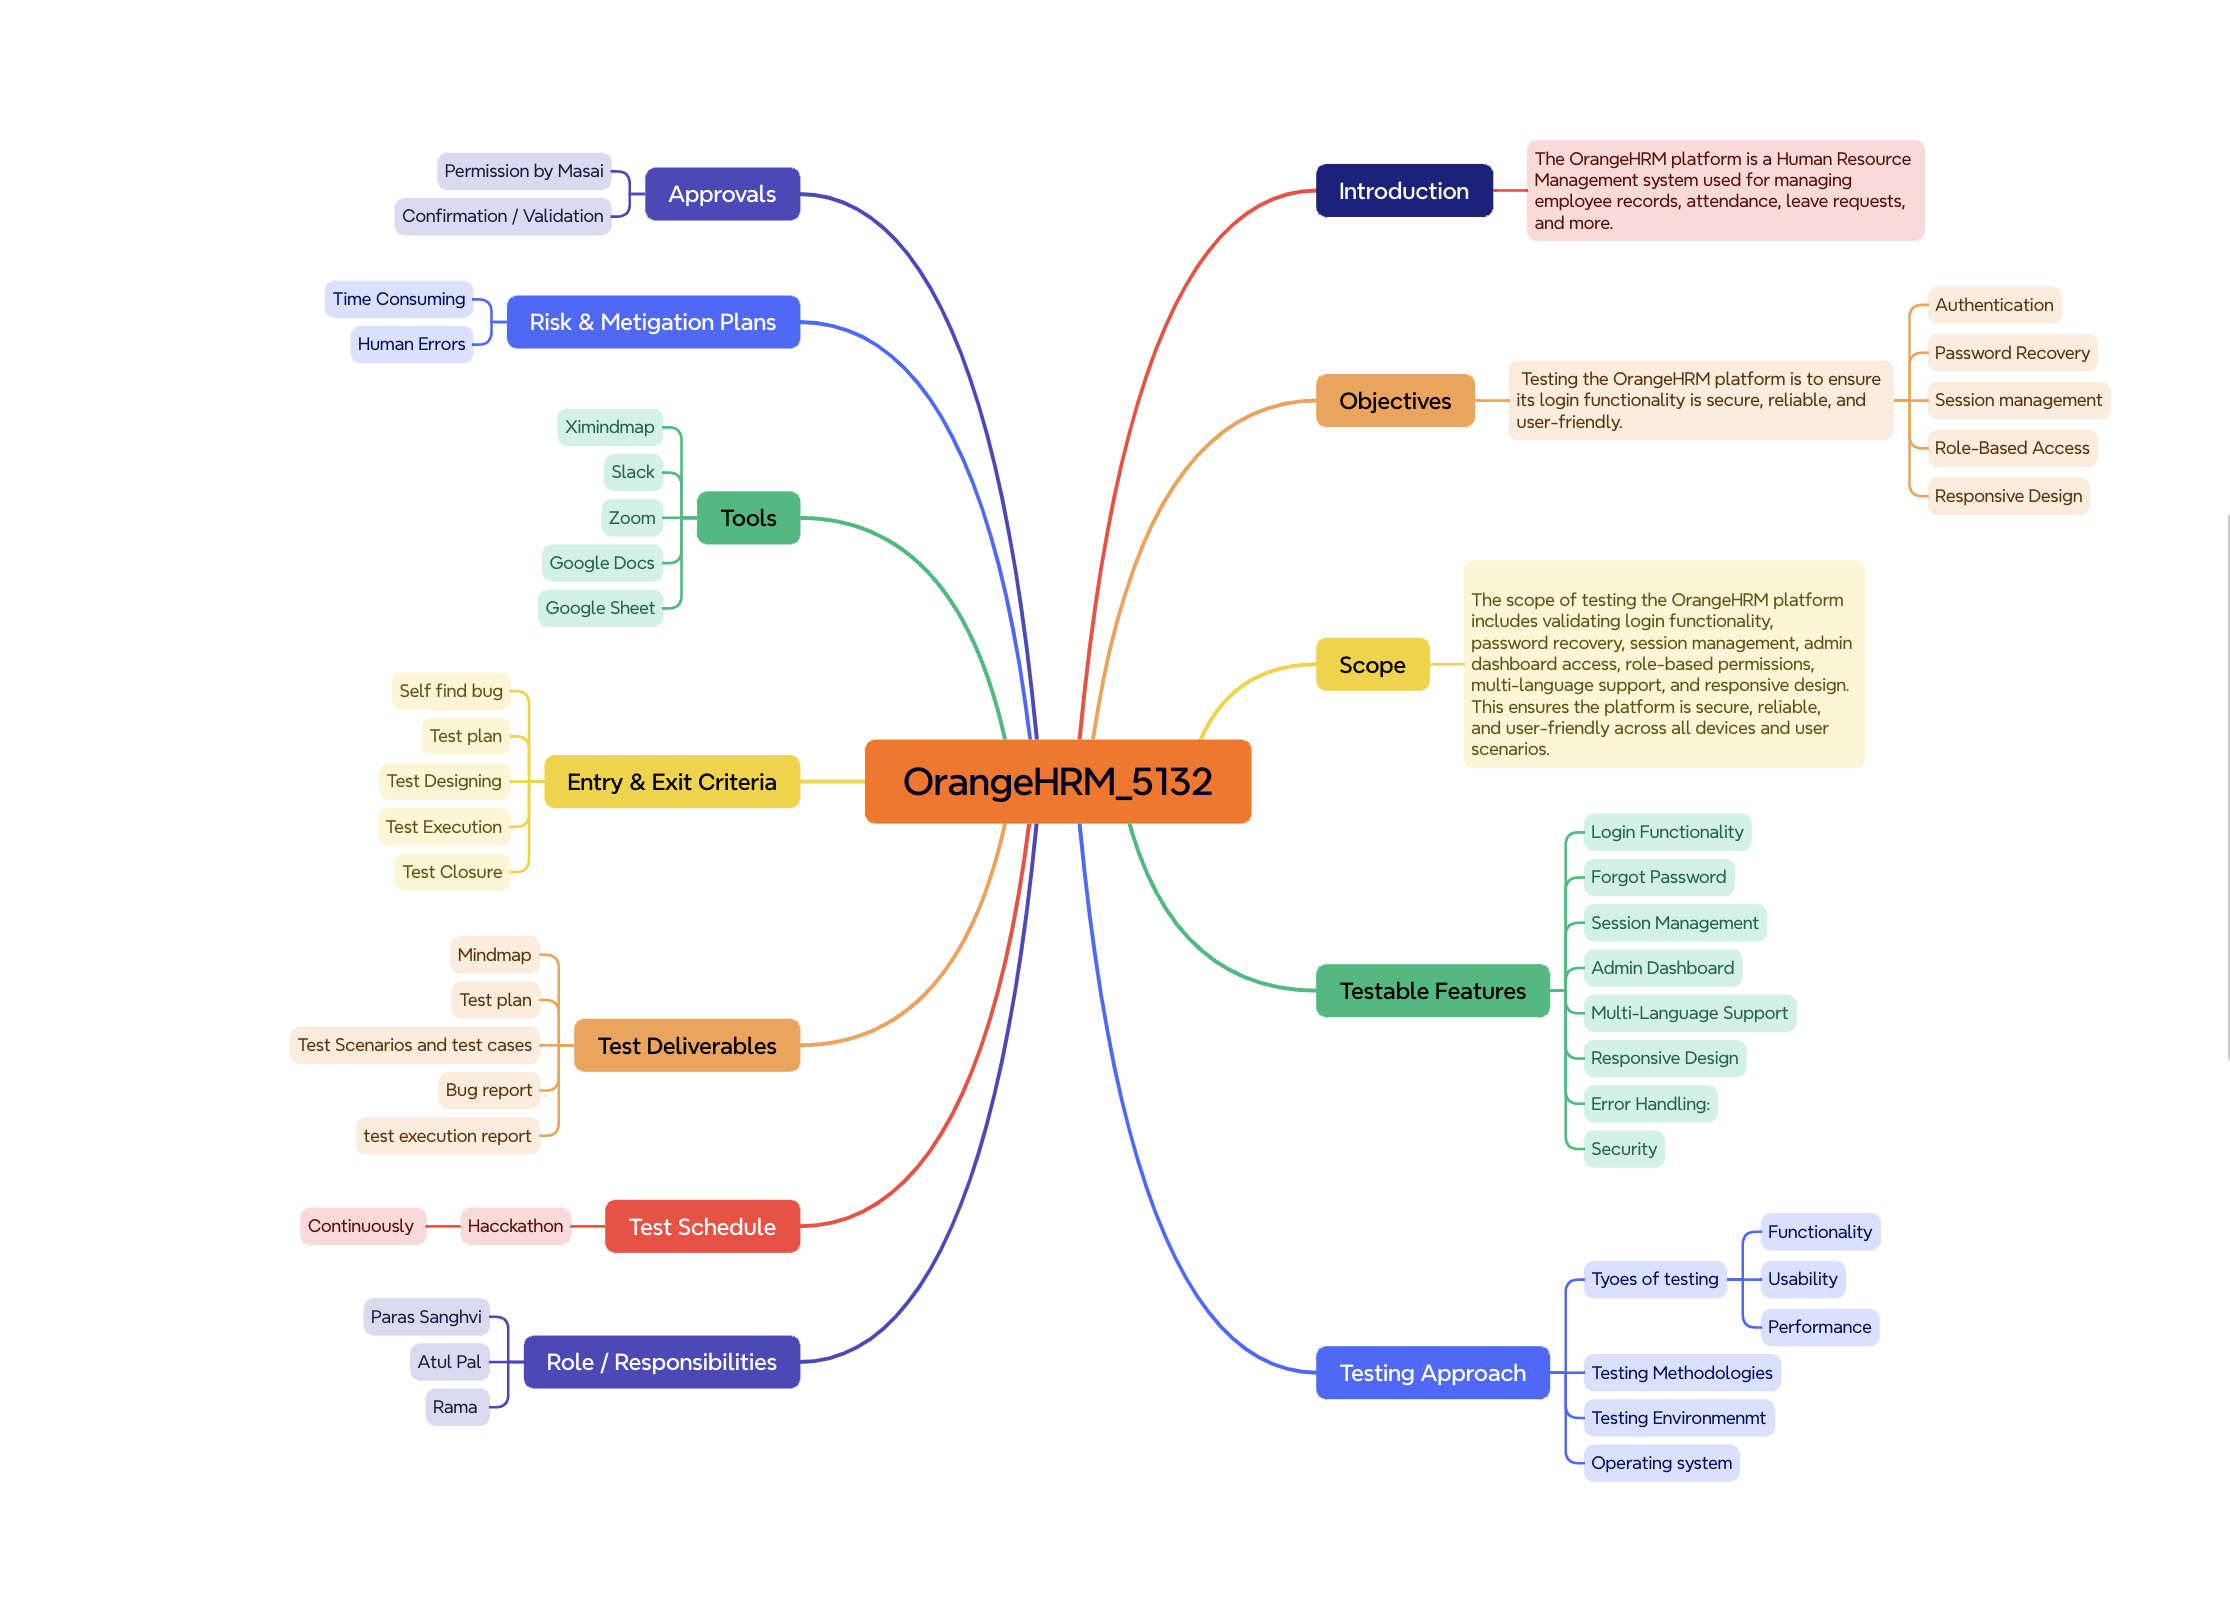 OrangeHRM_5132
Introduction
The OrangeHRM platform is a Human Resource
Management system used for managing
employee records, attendance, leave requests,
and more.
Objectives
Testing the OrangeHRM platform is to ensure
its login functionality is secure, reliable, and
user-friendly.
Authentication
Password Recovery
Session management
Role-Based Access
Responsive Design
Scope
The scope of testing the OrangeHRM platform
includes validating login functionality,
password recovery, session management, admin
dashboard access, role-based permissions,
multi-language support, and responsive design.
This ensures the platform is secure, reliable,
and user-friendly across all devices and user
scenarios.
Testable Features
Login Functionality
Forgot Password
Session Management
Admin Dashboard
Multi-Language Support
Responsive Design
Error Handling:
Security
Testing Approach
Tyoes of testing
Functionality
Usability
Performance
Testing Methodologies
Testing Environmenmt
Operating system
Approvals
Permission by Masai
Confirmation / Validation
Risk & Metigation Plans
Time Consuming
Human Errors
Tools
Ximindmap
Slack
Zoom
Google Docs
Google Sheet
Entry & Exit Criteria
Self find bug
Test plan
Test Designing
Test Execution
Test Closure
Test Deliverables
Mindmap
Test plan
Test Scenarios and test cases
Bug report
test execution report
Test Schedule
Hacckathon
Continuously
Role / Responsibilities
Paras Sanghvi
Atul Pal
Rama